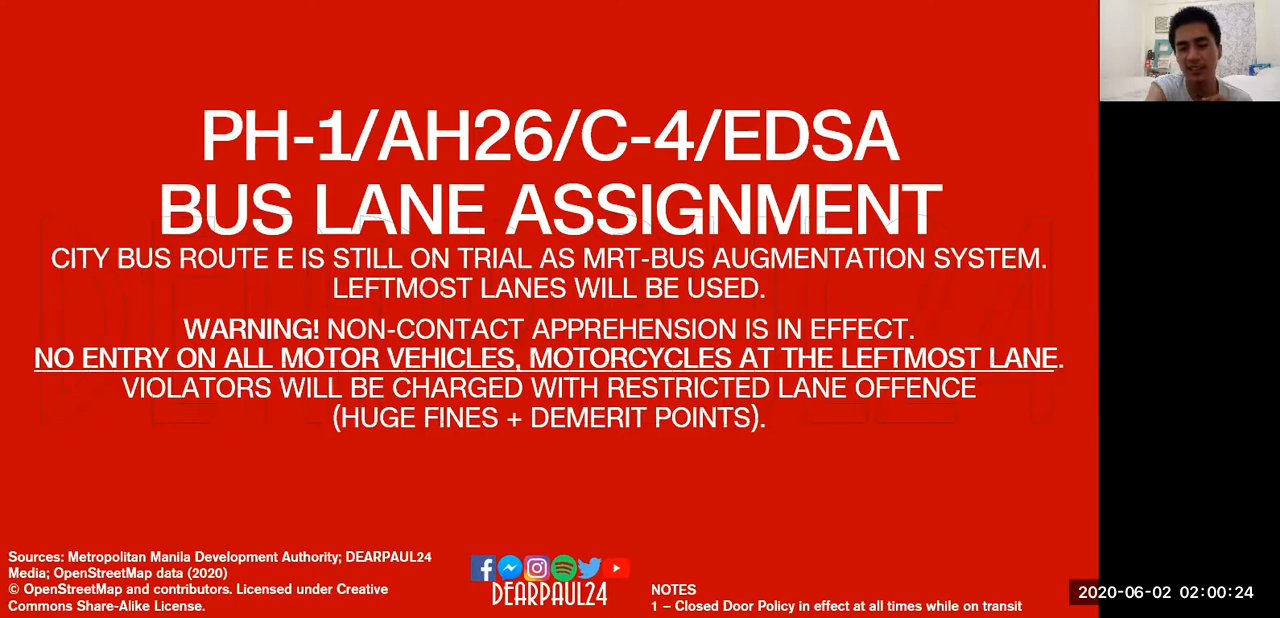 PH-1/AH26/C-4/EDSA
BUS LANE ASSIGNMENT
CITY BUS ROUTE E IS STILL ON TRIAL AS MRT-BUS AUGMENTATION SYSTEM.
LEFTMOST LANES WILL BE USED.
WARNING! NON-CONTACT APPREHENSION IS IN EFFECT.
NO ENTRY ON ALL MOTOR VEHICLES, MOTORCYCLES AT THE LEFTMOST LANE.
VIOLATORS WILL BE CHARGED WITH RESTRICTED LANE OFFENCE
(HUGE FINES + DEMERIT POINTS).
Sources: Metropolitan Manila Development Authority; DEARPAUL24
Media; OpenStreetMap data (2020)
© OpenStreetMap and contributors. Licensed under Creative
Commons Share-Alike License.
DEARPAUL24
NOTES
1 – Closed Door Policy in effect at all times while on transit
2020-06-02 02:00:24